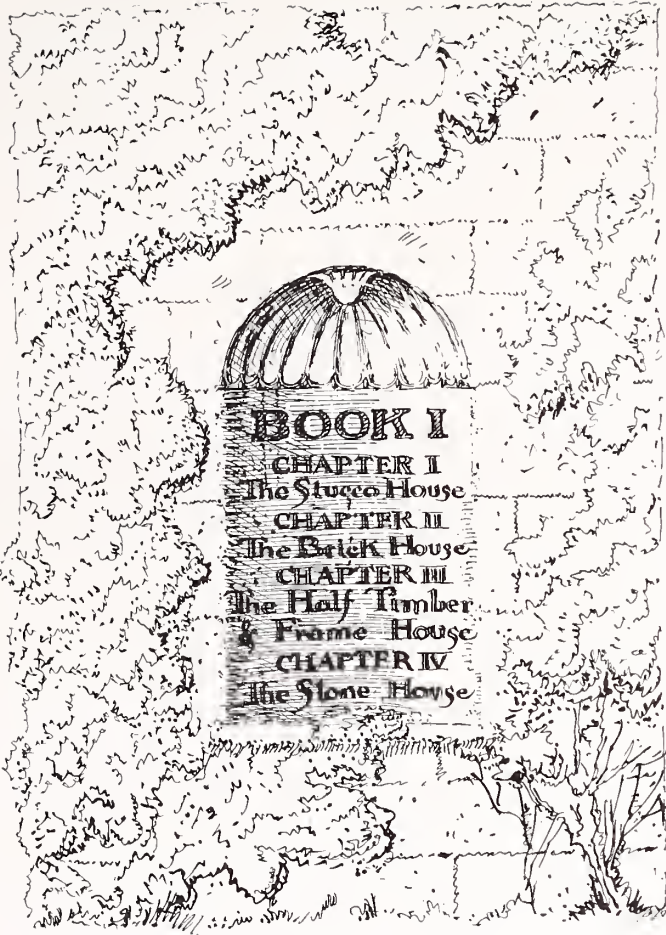 BOOK I
CHAPTER I
The Stucco House
CHAPTER II
The Brick House
CHAPTER III
The Half Timber
& Frame House
CHAPTER IV
The Stone House